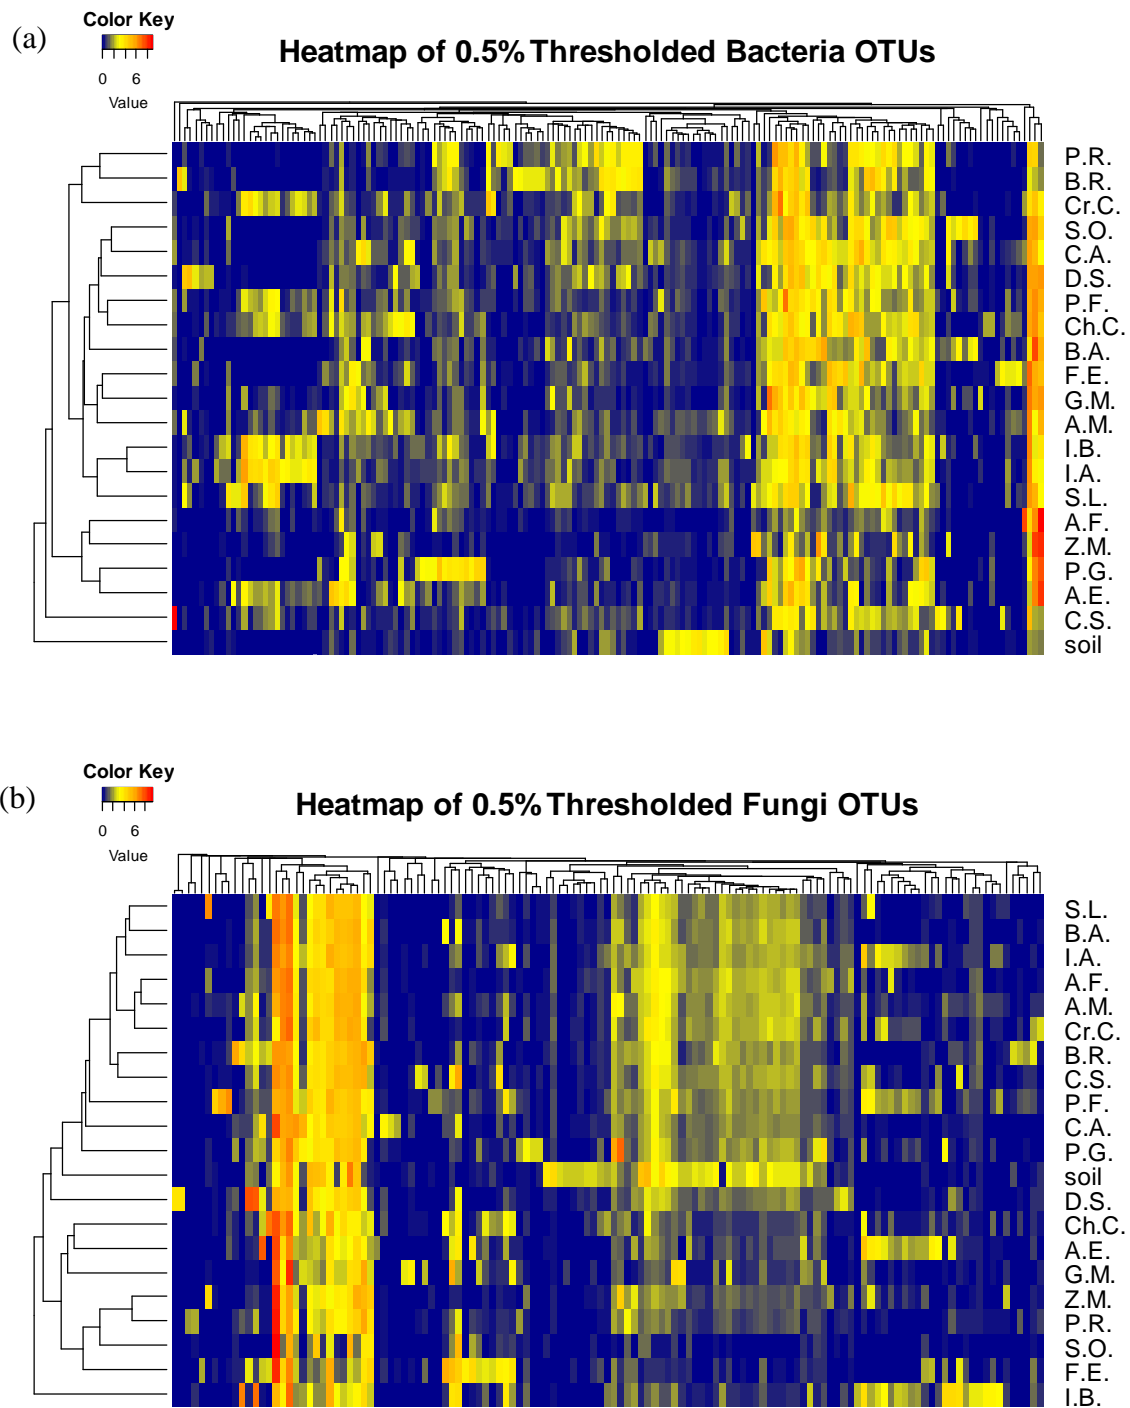 (a)
Color Key
0 6
Value
Heatmap of 0.5% Thresholded Bacteria OTUs
P.R.
B.R.
Cr.C.
S.O.
C.A.
D.S.
P.F.
Ch.C.
B.A.
F.E.
G.M.
A.M.
I.B.
I.A.
S.L.
A.F.
Z.M.
P.G.
A.E.
C.S.
soil
(b)
Color Key
0 6
Value
Heatmap of 0.5% Thresholded Fungi OTUs
S.L.
B.A.
I.A.
A.F.
A.M.
Cr.C.
B.R.
C.S.
P.F.
C.A.
P.G.
soil
D.S.
Ch.C.
A.E.
G.M.
Z.M.
P.R.
S.O.
F.E.
I.B.